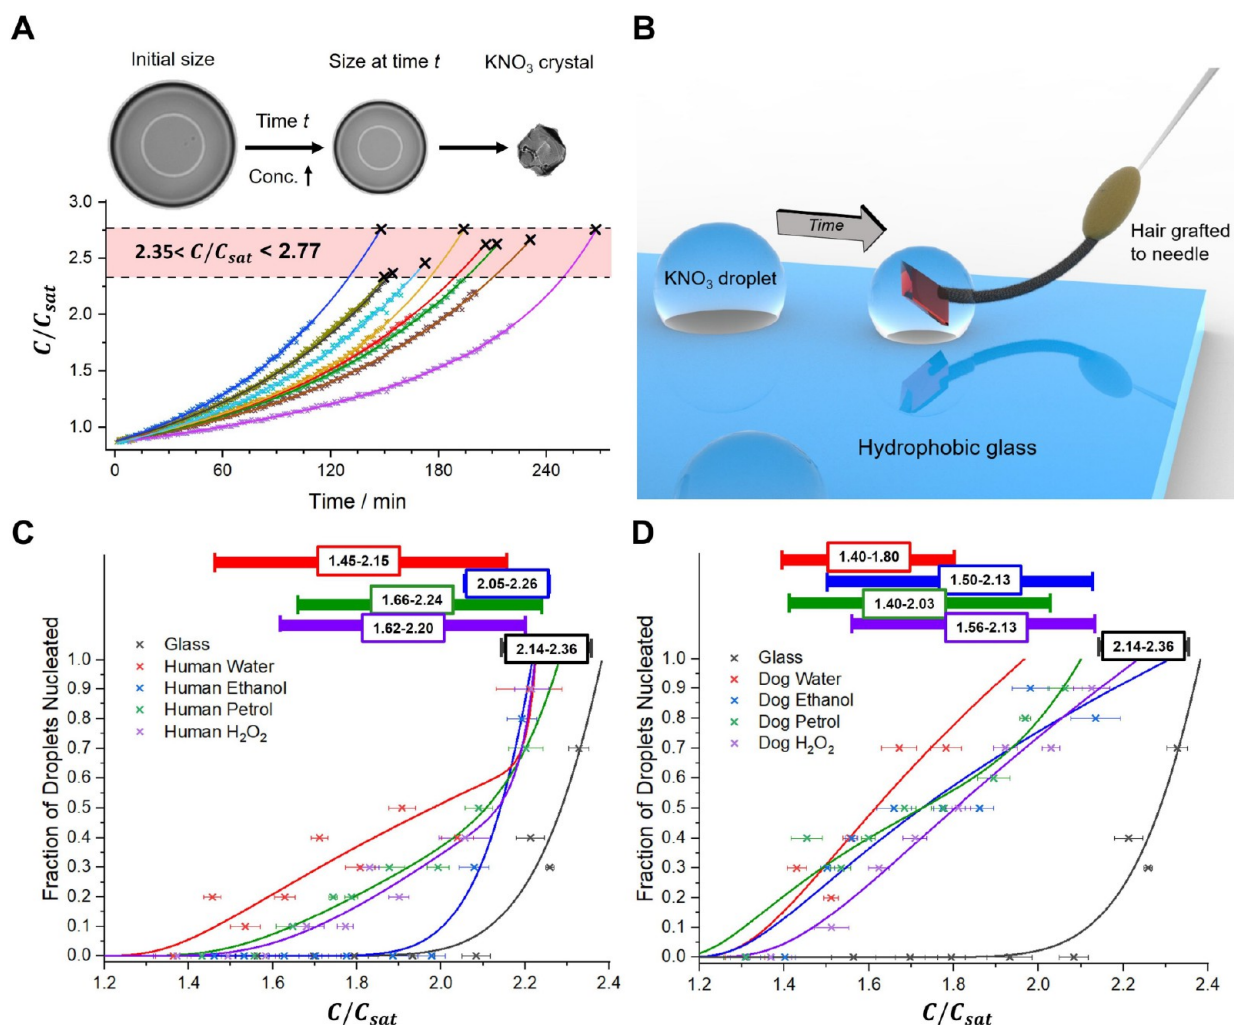 A
Initial size
Size at time t
KNO3 crystal
Time t
Conc. ↑
3.0
2.5
2.0
1.5
1.0
2.35< C/Csat < 2.77
C/Csat
0
60
120
180
240
Time / min
B
Time
KNO3 droplet
Hair grafted
to needle
Hydrophobic glass
C
1.45-2.15
2.05-2.26
1.66-2.24
1.62-2.20
2.14-2.36
Glass
Human Water
Human Ethanol
Human Petrol
Human H2O2
Fraction of Droplets Nucleated
1.0
0.9
0.8
0.7
0.6
0.5
0.4
0.3
0.2
0.1
0.0
1.2
1.4
1.6
1.8
2.0
2.2
2.4
C/Csat
D
1.40-1.80
1.50-2.13
1.40-2.03
1.56-2.13
2.14-2.36
Glass
Dog Water
Dog Ethanol
Dog Petrol
Dog H2O2
Fraction of Droplets Nucleated
1.0
0.9
0.8
0.7
0.6
0.5
0.4
0.3
0.2
0.1
0.0
1.2
1.4
1.6
1.8
2.0
2.2
2.4
C/Csat